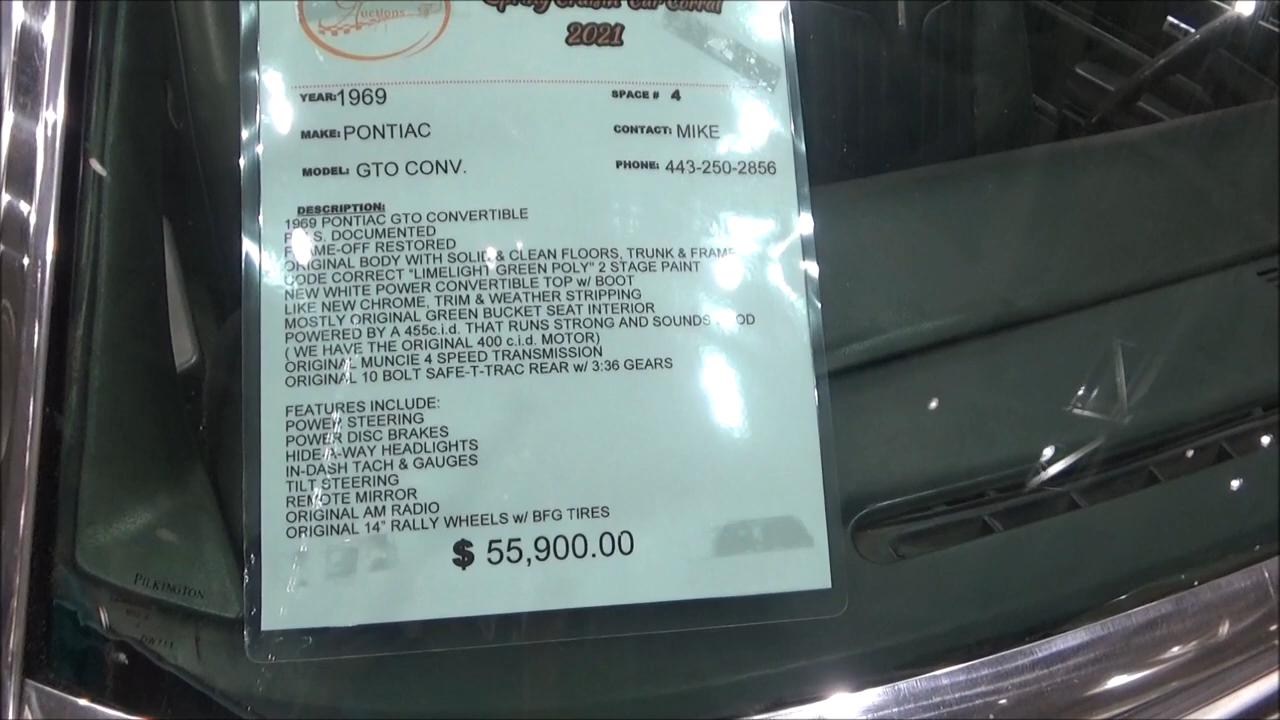 Auctions
2021
YEAR: 1969 SPACE # 4
MAKE: PONTIAC CONTACT: MIKE
MODEL: GTO CONV. PHONE: 443-250-2856
DESCRIPTION:
1969 PONTIAC GTO CONVERTIBLE
DOCUMENTED
FRAME-OFF RESTORED
ORIGINAL BODY WITH SOLID & CLEAN FLOORS, TRUNK & FRAME
CODE CORRECT "LIMELIGHT GREEN POLY" 2 STAGE PAINT
NEW WHITE POWER CONVERTIBLE TOP w/ BOOT
LIKE NEW CHROME, TRIM & WEATHER STRIPPING
MOSTLY ORIGINAL GREEN BUCKET SEAT INTERIOR
POWERED BY A 455c.i.d. THAT RUNS STRONG AND SOUNDS GOOD
( WE HAVE THE ORIGINAL 400 c.i.d. MOTOR)
ORIGINAL MUNCIE 4 SPEED TRANSMISSION
ORIGINAL 10 BOLT SAFE-T-TRAC REAR w/ 3:36 GEARS
FEATURES INCLUDE:
POWER STEERING
POWER DISC BRAKES
HIDE-A-WAY HEADLIGHTS
IN-DASH TACH & GAUGES
TILT STEERING
REMOTE MIRROR
ORIGINAL AM RADIO
ORIGINAL 14" RALLY WHEELS w/ BFG TIRES
$ 55,900.00
PILKINGTON